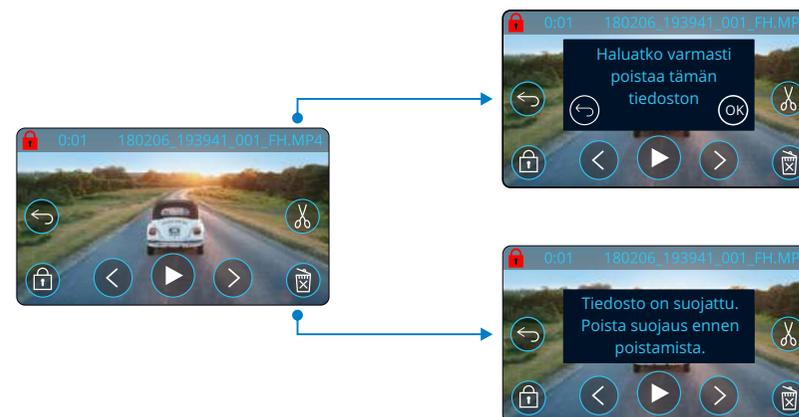 0:01 180206_193941_001_FH.MP4
0:01 180206_193941_001_FH.MP
Haluatko varmasti
poistaa tämän
tiedoston
OK
0:01 180206_193941_001_FH.MP
Tiedosto on suojattu.
Poista suojaus ennen
poistamista.